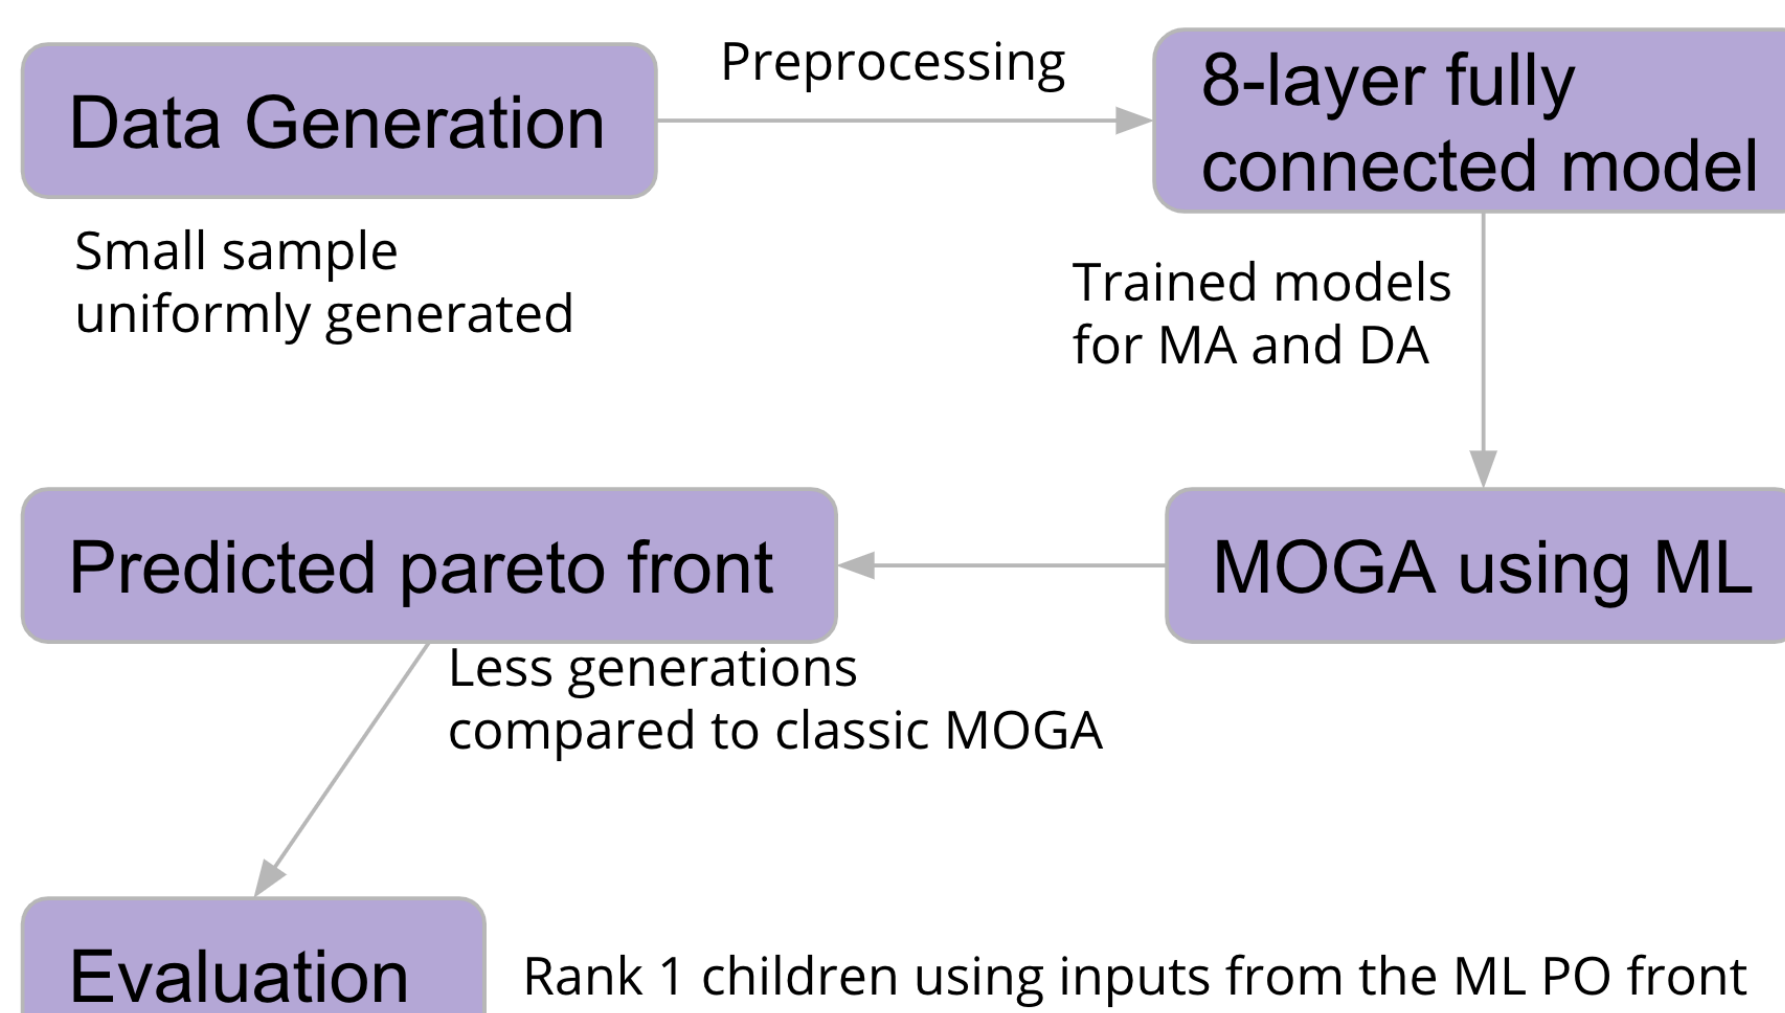 Data Generation
Preprocessing
8-layer fully
connected model
Small sample
uniformly generated
Trained models
for MA and DA
MOGA using ML
Predicted pareto front
Less generations
compared to classic MOGA
Evaluation
Rank 1 children using inputs from the ML PO front